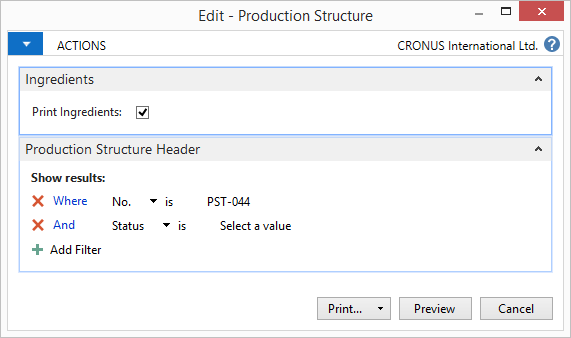 Edit - Production Structure
ACTIONS CRONUS International Ltd. ?
Ingredients
Print Ingredients:
Production Structure Header
Show results:
Where No. is PST-044
And Status is Select a value
Add Filter
Print... Preview Cancel